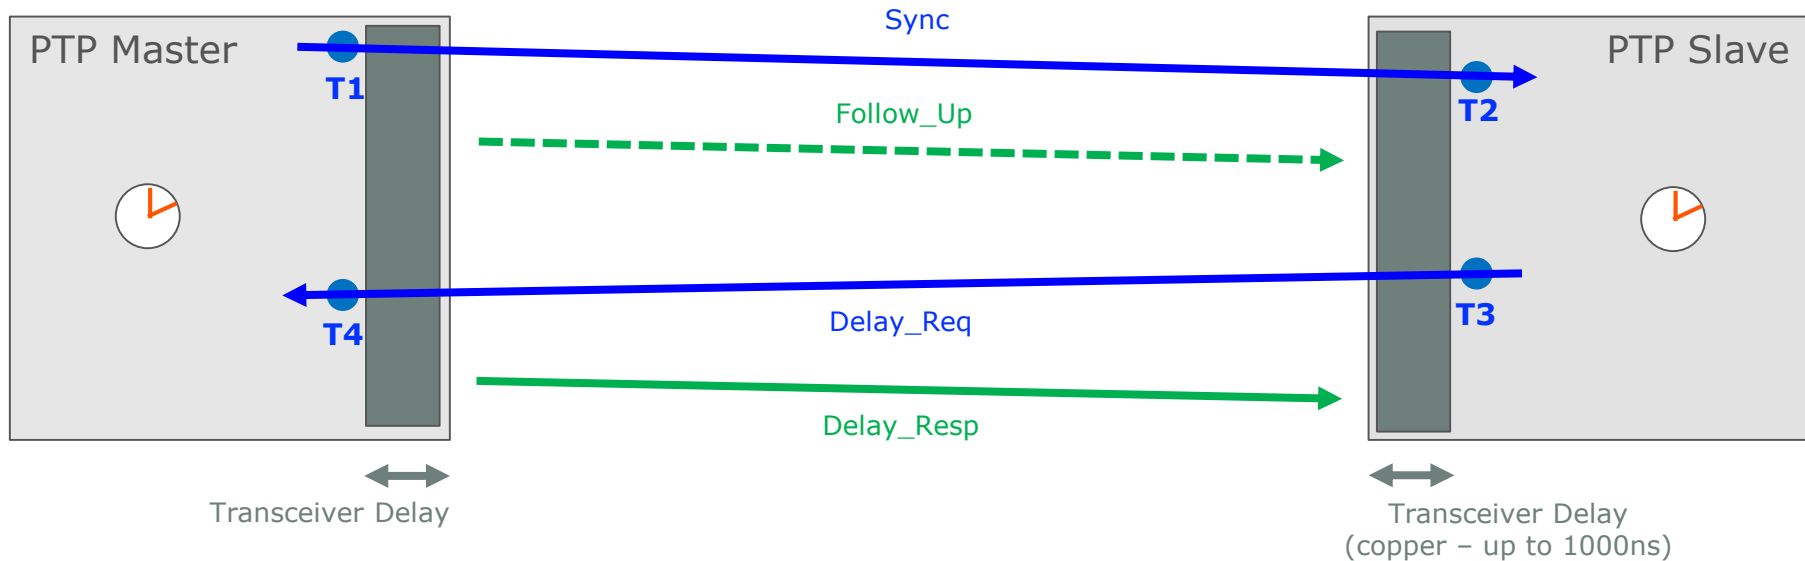 Sync
PTP Master
PTP Slave
T1
T2
Follow_Up
T4
T3
Delay_Req
Delay_Resp
Transceiver Delay
Transceiver Delay
(copper – up to 1000ns)